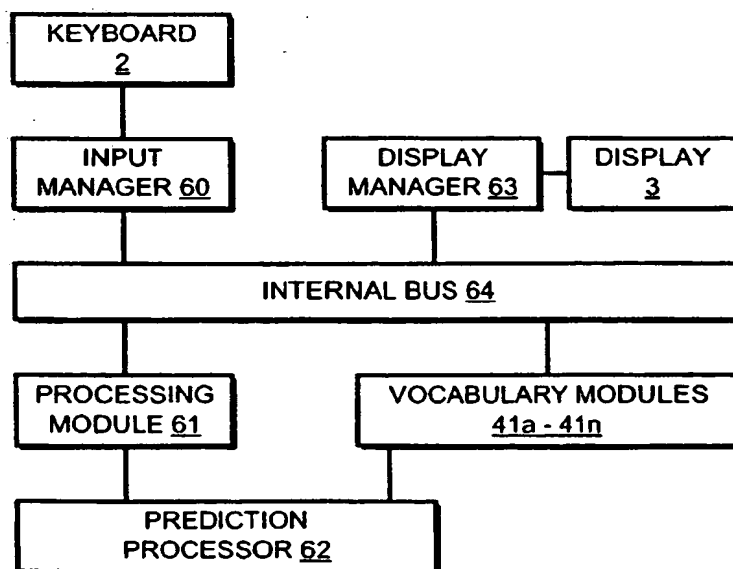 KEYBOARD
2
INPUT
MANAGER 60
DISPLAY
MANAGER 63
DISPLAY
3
INTERNAL BUS 64
PROCESSING
MODULE 61
VOCABULARY MODULES
41a - 41n
PREDICTION
PROCESSOR 62